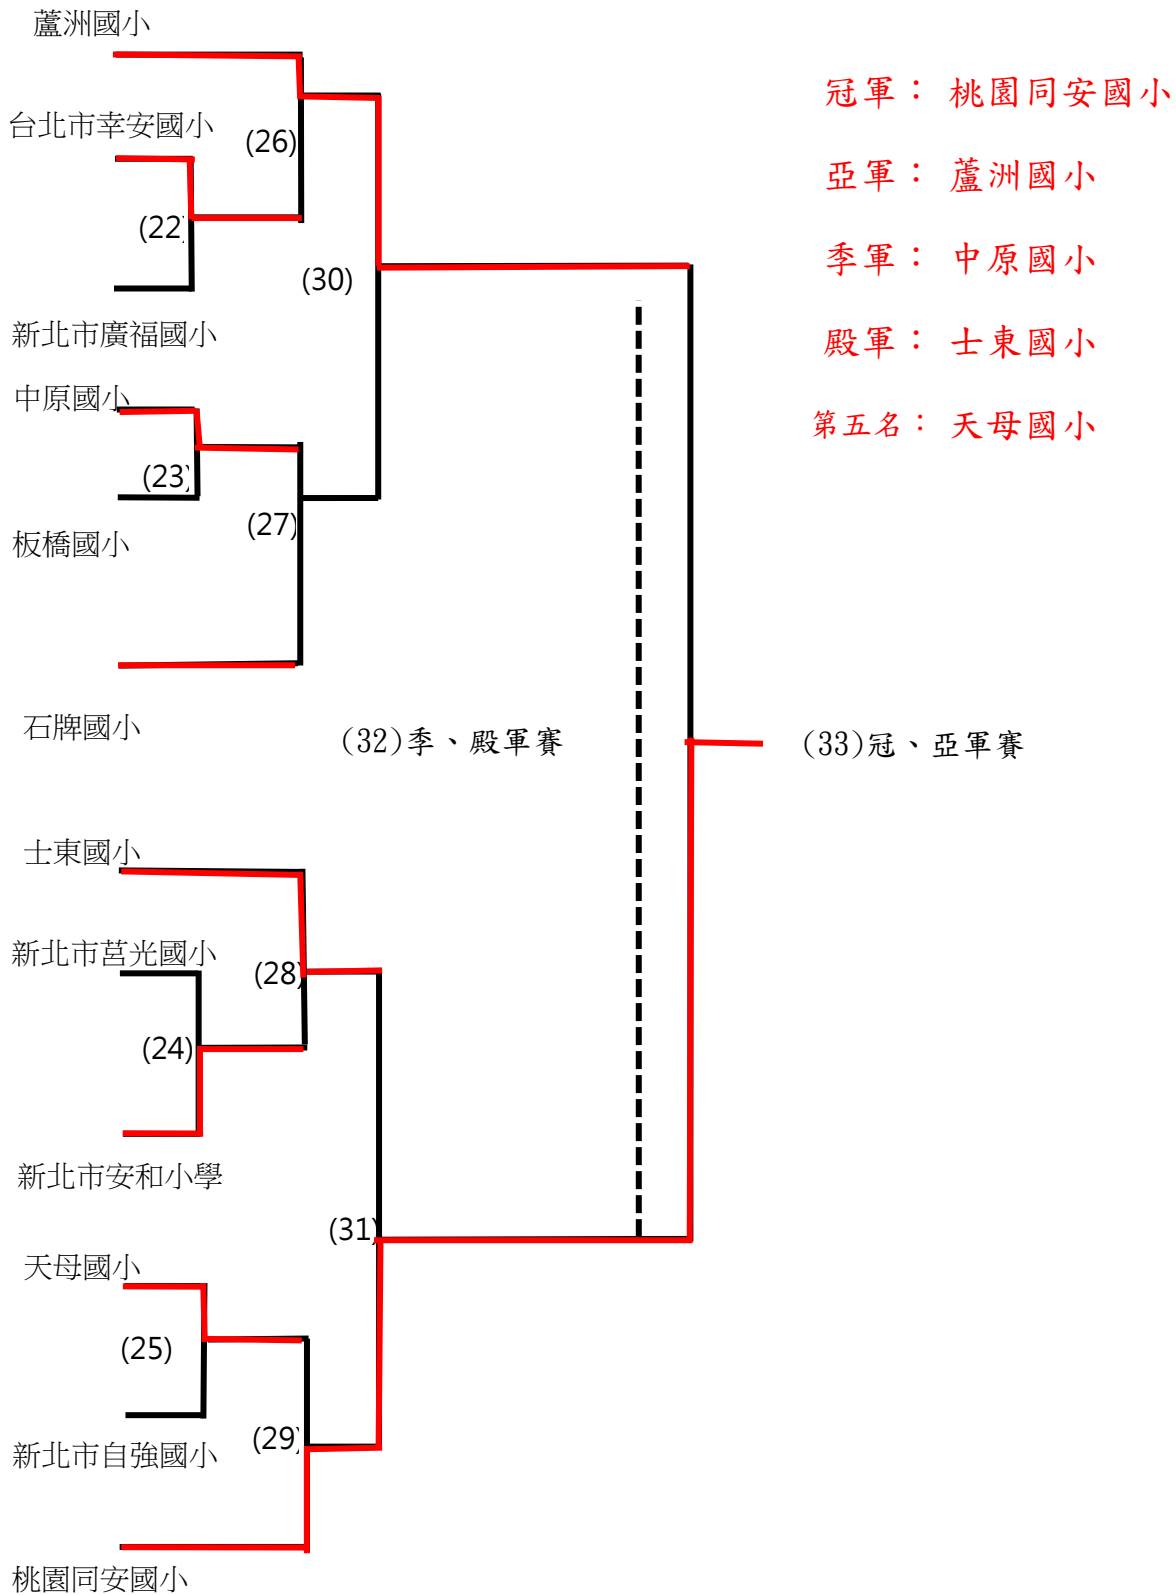 蘆洲國小
冠軍： 桃園同安國小
台北市幸安國小
(26)
亞軍： 蘆洲國小
(22)
季軍： 中原國小
(30)
新北市廣福國小
殿軍： 士東國小
中原國小
第五名： 天母國小
(23)
(27)
板橋國小
石牌國小
(32)季、殿軍賽
(33)冠、亞軍賽
士東國小
新北市莒光國小
(28)
(24)
新北市安和小學
(31)
天母國小
(25)
(29)
新北市自強國小
桃園同安國小